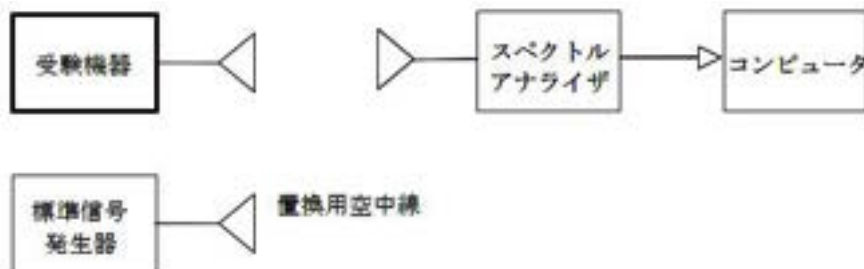 受験機器
スペクトル
アナライザ
コンピュータ
標準信号
発生器
置換用空中線